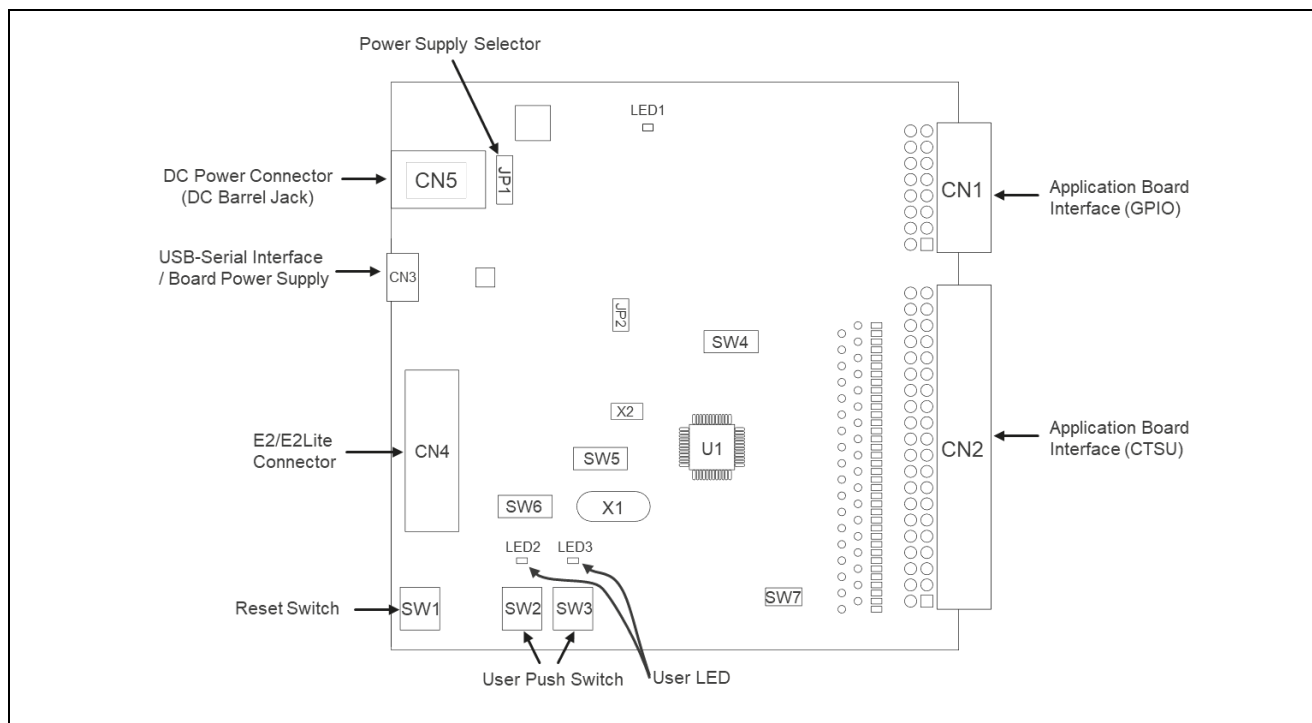 Power Supply Selector
LED1
DC Power Connector
(DC Barrel Jack)
CN5
JP1
CN1
Application Board
Interface (GPIO)
USB-Serial Interface
/ Board Power Supply
CN3
JP2
SW4
X2
E2/E2Lite
Connector
CN4
SW5
U1
CN2
Application Board
Interface (CTSU)
SW6
X1
LED2
LED3
Reset Switch
SW1
SW2
SW3
SW7
User Push Switch
User LED